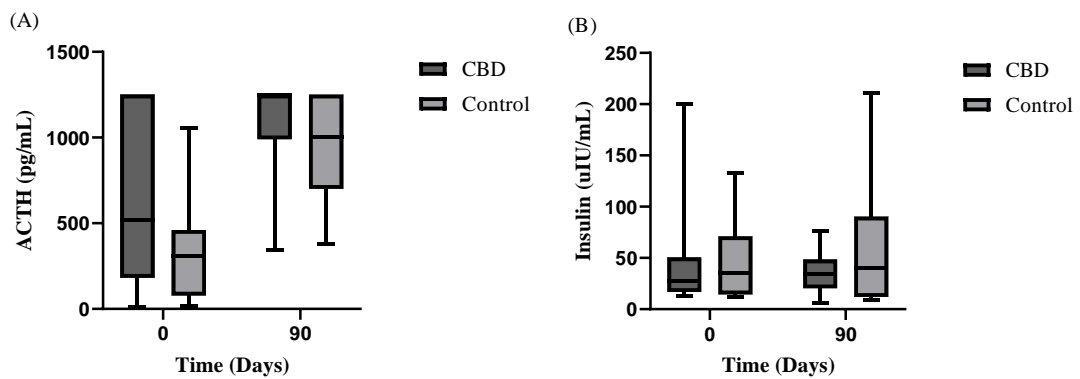 (A)
ACTH (pg/mL)
1500
1000
500
0
0
90
Time (Days)
CBD
Control
(B)
Insulin (uIU/mL)
250
200
150
100
50
0
0
90
Time (Days)
CBD
Control